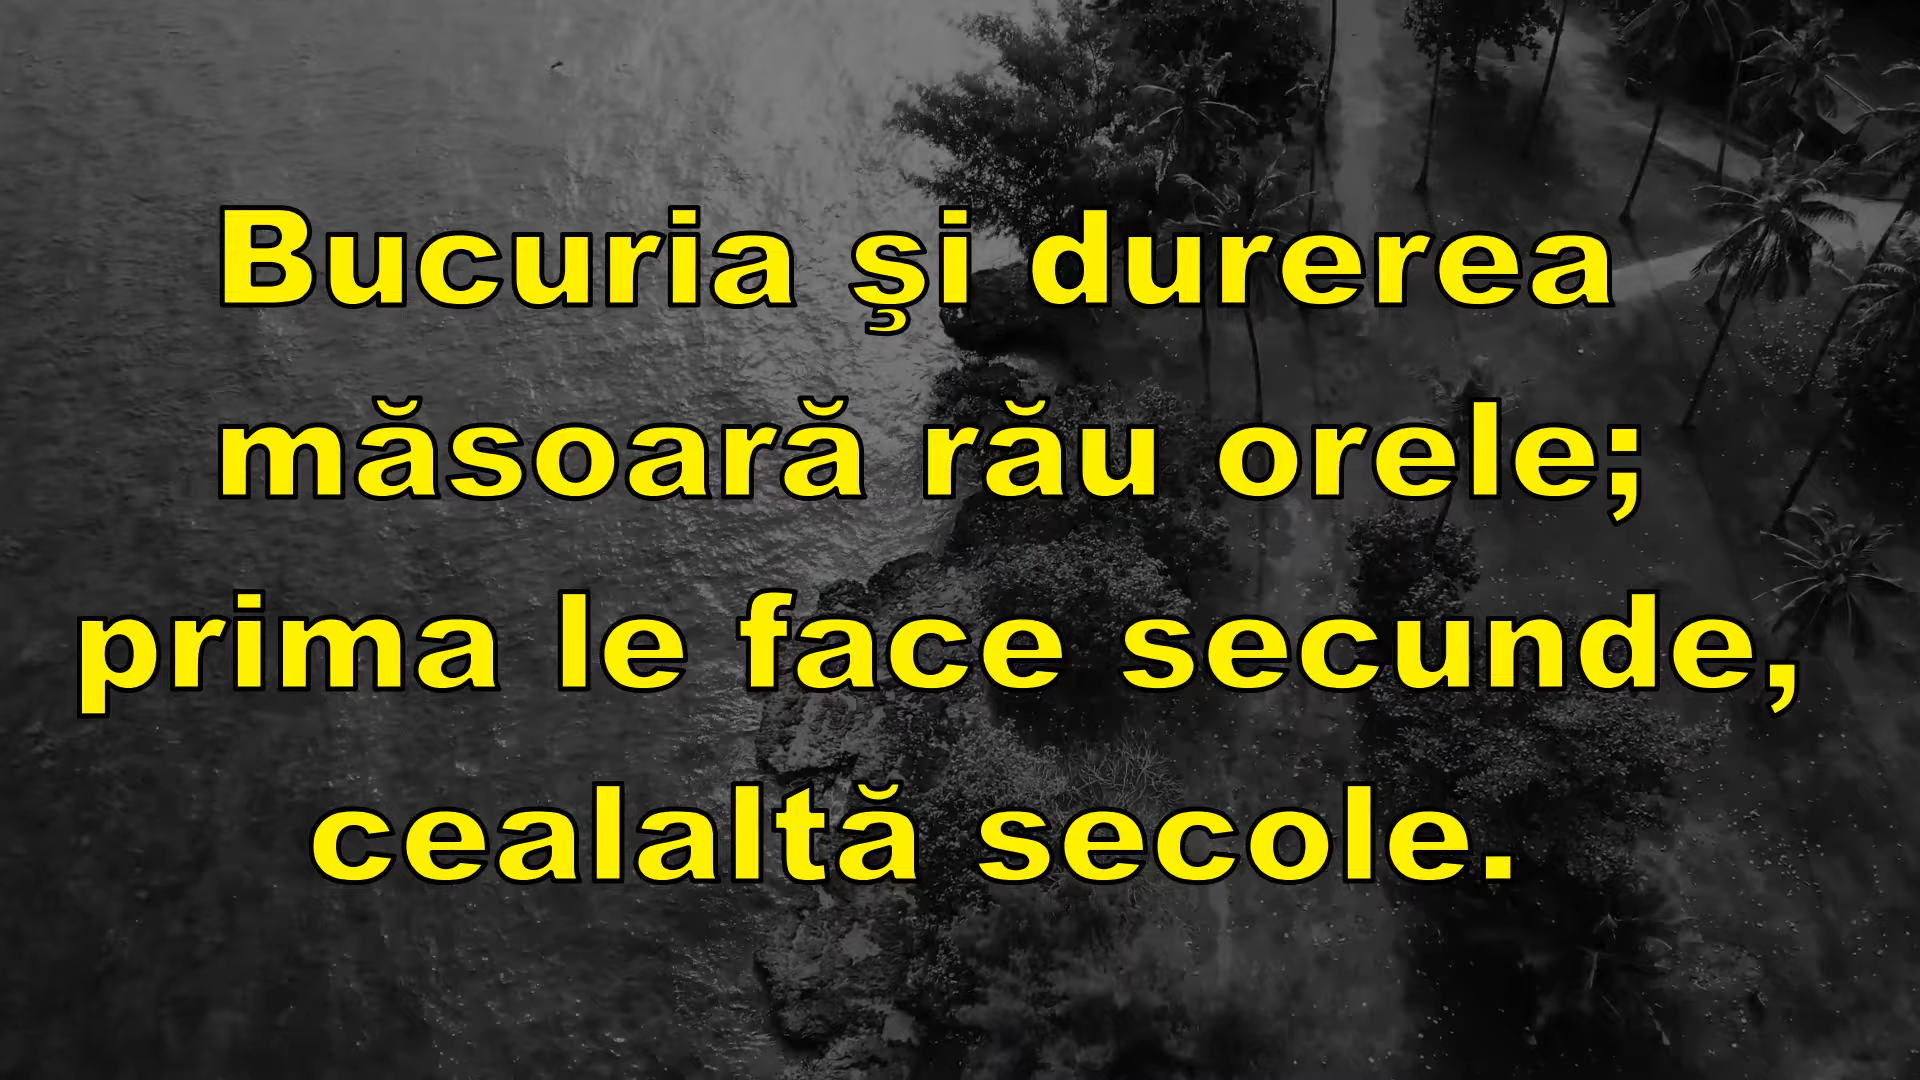 Bucuria şi durerea
măsoară rău orele;
prima le face secunde,
cealaltă secole.